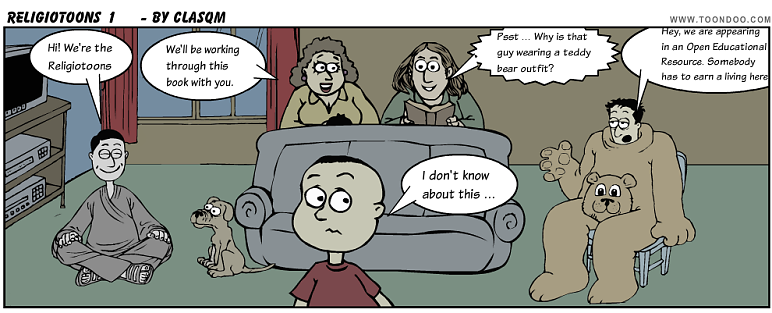 RELIGIOTOONS 1 - BY CLASQM
WWW.TOONDOO.COM
Hi! We're the
Religiotoons
We'll be working
through this
book with you.
Psst ... Why is that
guy wearing a teddy
bear outfit?
Hey, we are appearing
in an Open Educational
Resource. Somebody
has to earn a living here
I don't know
about this ...